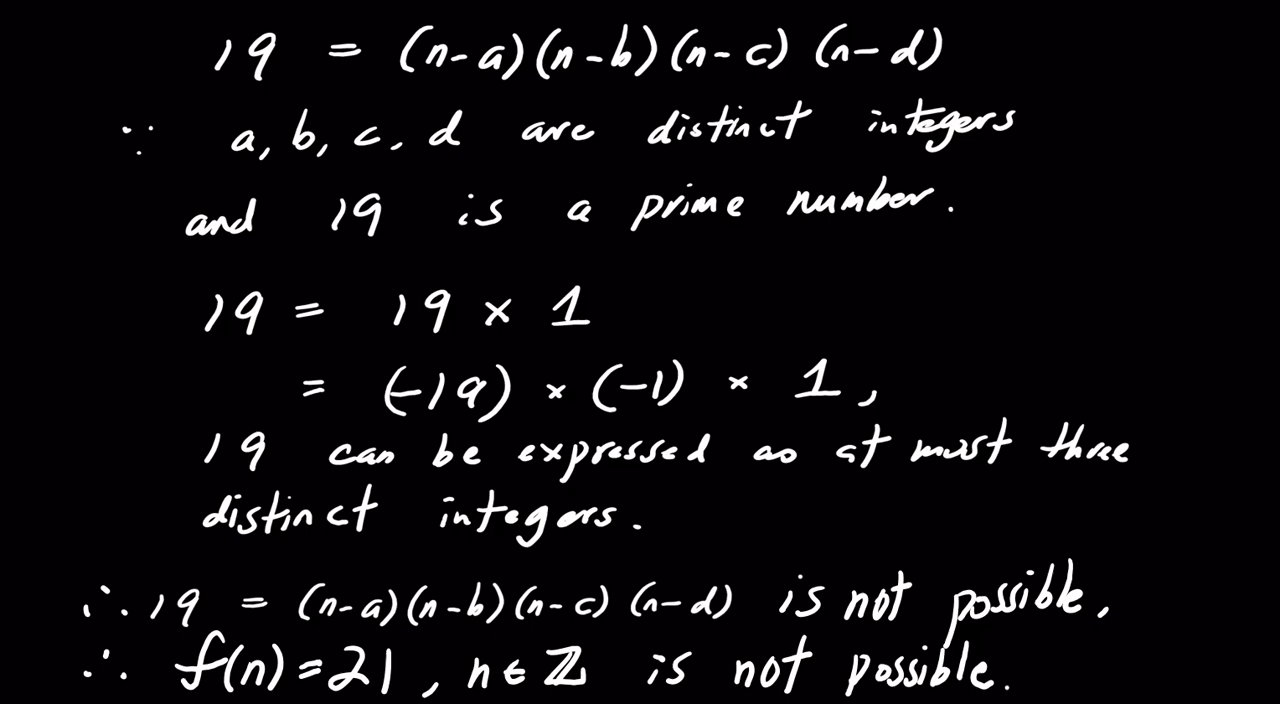 19 = (n-a)(n-b)(n-c)(n-d)
∵ a, b, c, d are distinct integers
and 19 is a prime number.
19 = 19 × 1
= (-19) × (-1) × 1,
19 can be expressed as at most three
distinct integers.
∴ 19 = (n-a)(n-b)(n-c)(n-d) is not possible,
∴ f(n)=21, n∈ℤ is not possible.